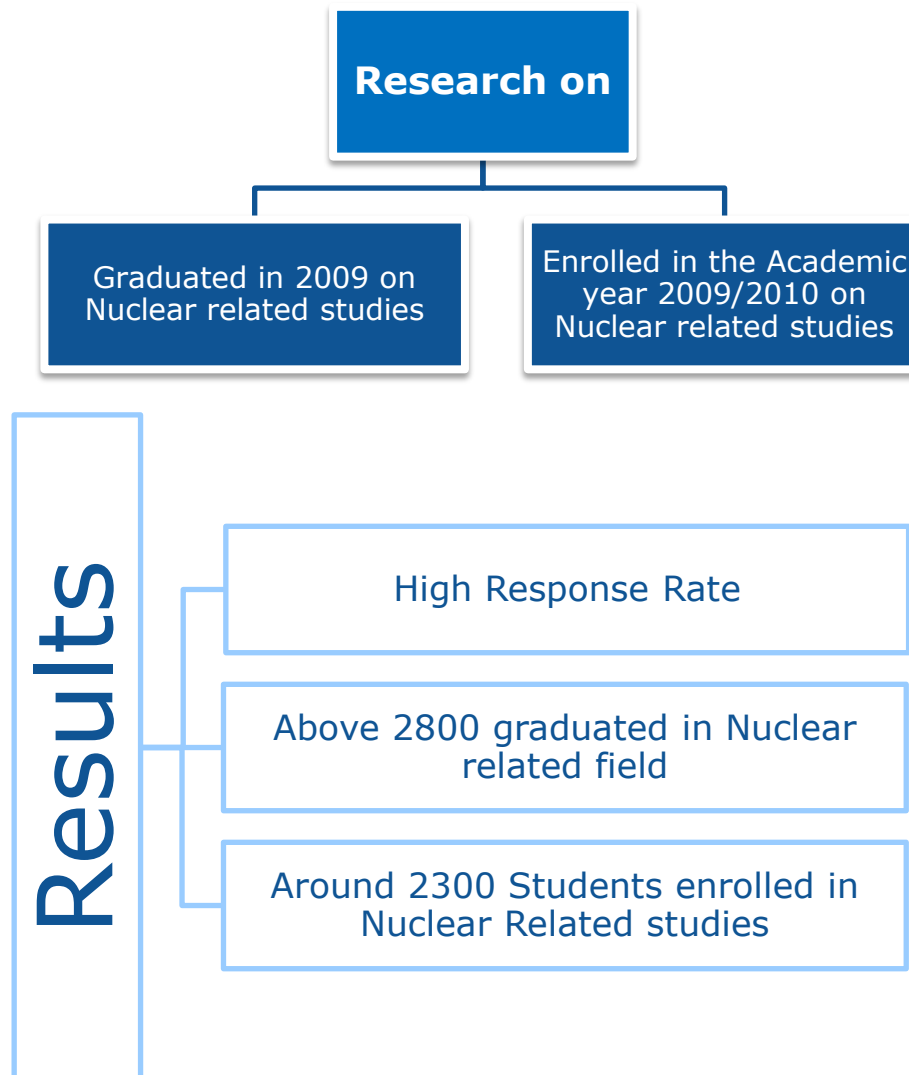 Research on
Graduated in 2009 on
Nuclear related studies
Enrolled in the Academic
year 2009/2010 on
Nuclear related studies
Results
High Response Rate
Above 2800 graduated in Nuclear
related field
Around 2300 Students enrolled in
Nuclear Related studies